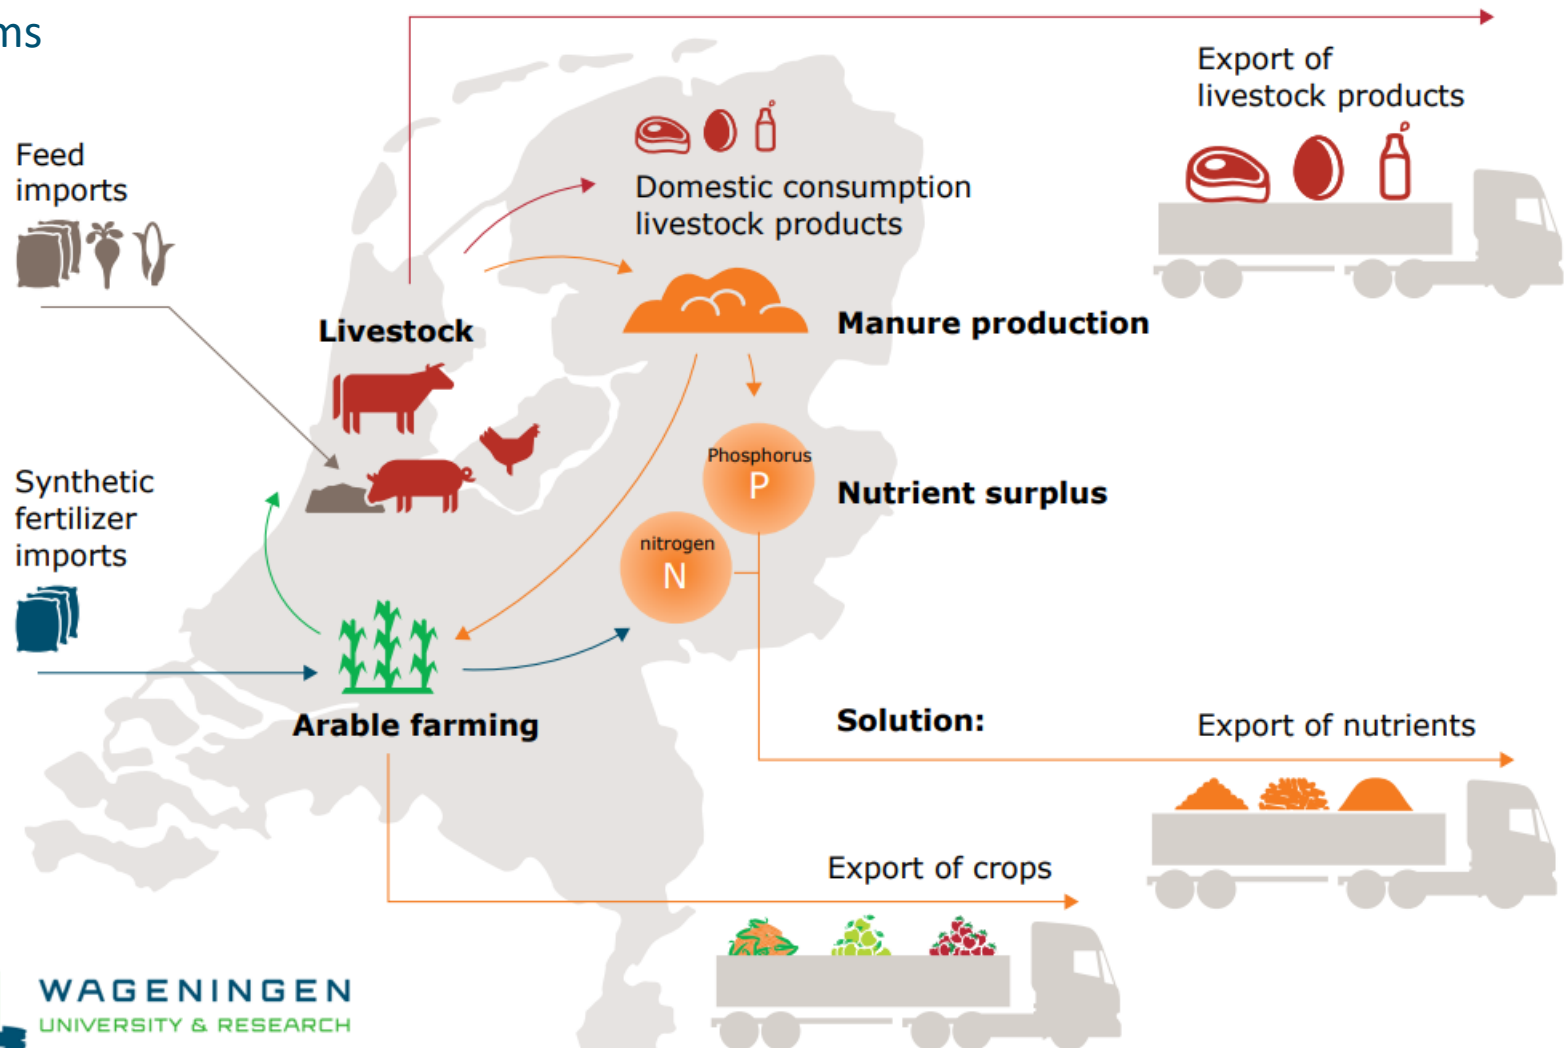 ms
Export of
livestock products
Feed
imports
Domestic consumption
livestock products
Livestock
Manure production
Phosphorus
P
Nutrient surplus
Synthetic
fertilizer
imports
nitrogen
N
Arable farming
Solution:
Export of nutrients
Export of crops
WAGENINGEN
UNIVERSITY & RESEARCH